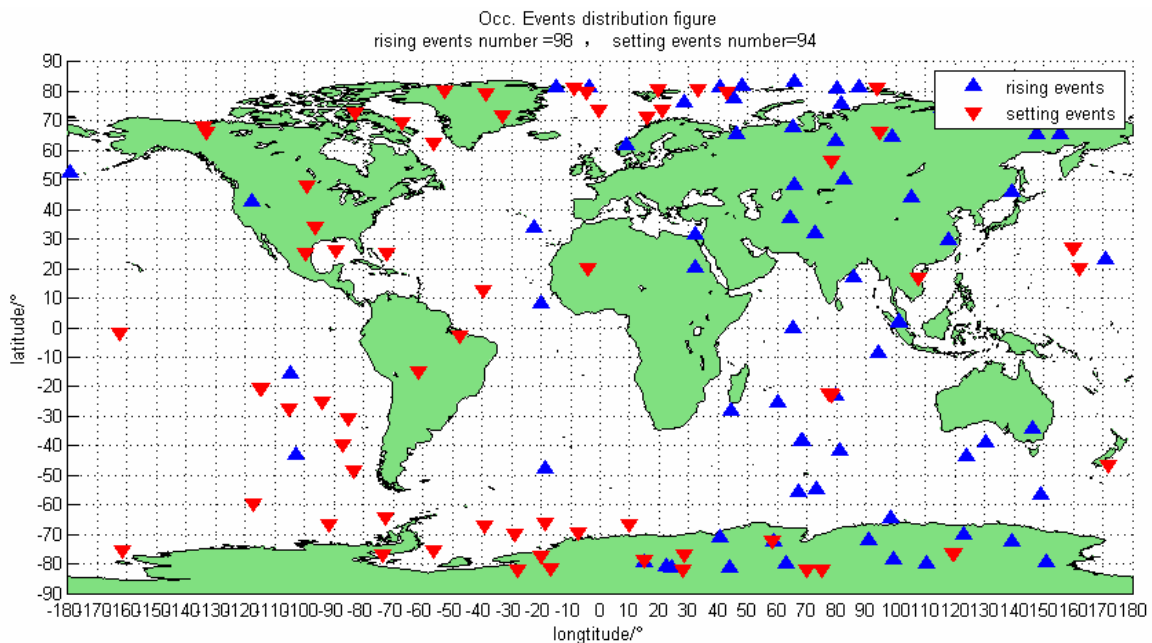 Occ. Events distribution figure
rising events number =98 , setting events number=94
90
80
70
60
50
40
30
20
10
0
-10
-20
-30
-40
-50
-60
-70
-80
-90
latitude/°
rising events
setting events
-180 170 160 150 140 130 120 110 100 -90 -80 -70 -60 -50 -40 -30 -20 -10 0 10 20 30 40 50 60 70 80 90 100 110 120 130 140 150 160 170 180
longtitude/°